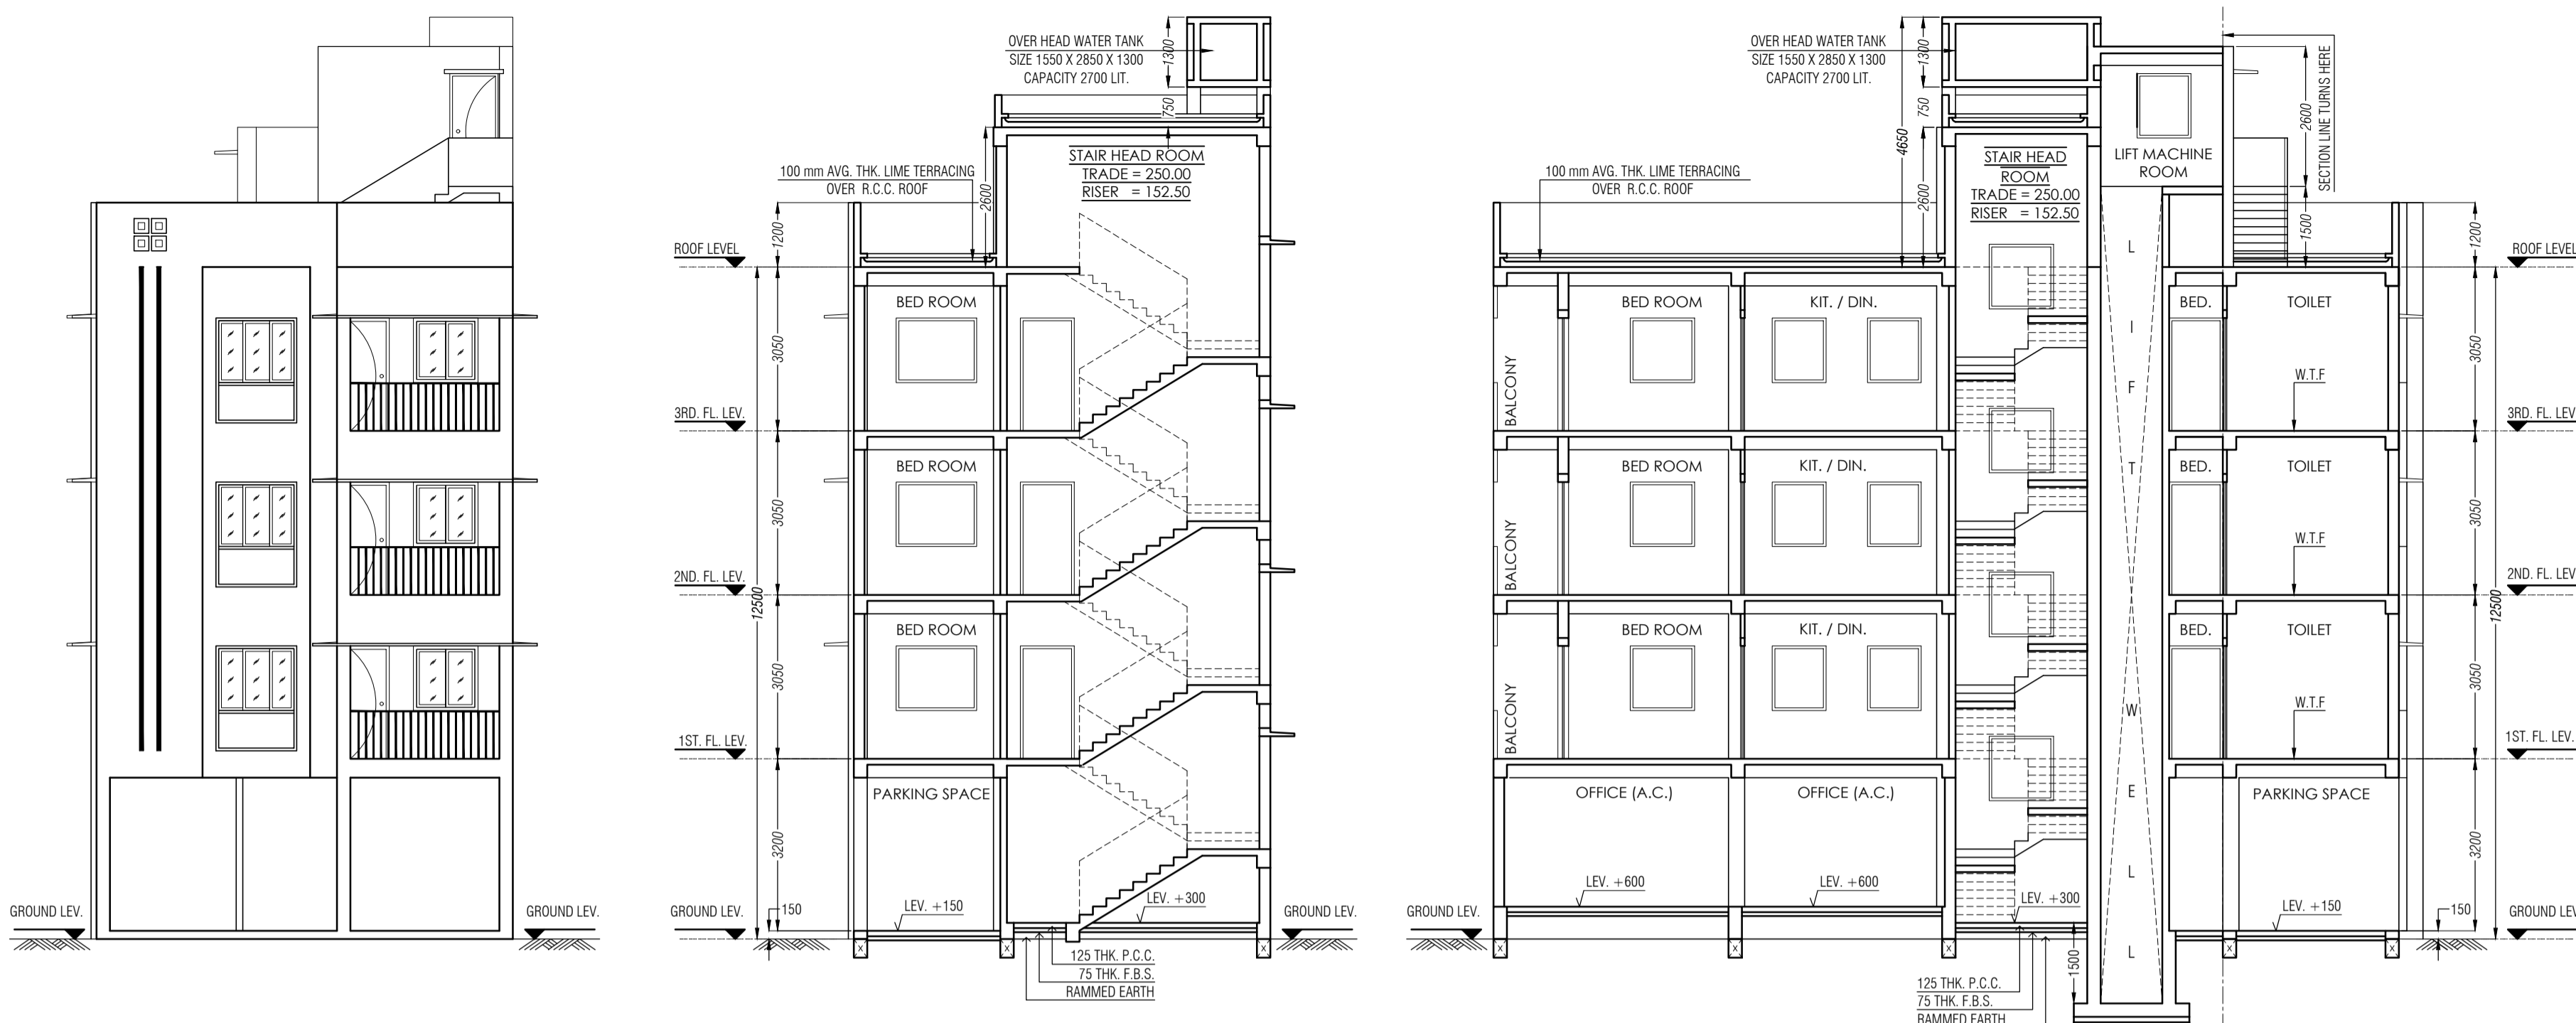 GROUND LEV.
GROUND LEV.
OVER HEAD WATER TANK
SIZE 1550 X 2850 X 1300
CAPACITY 2700 LIT.
1300
750
100 mm AVG. THK. LIME TERRACING
OVER R.C.C. ROOF
2600
STAIR HEAD ROOM
TRADE = 250.00
RISER = 152.50
1200
ROOF LEVEL
BED ROOM
3050
3RD. FL. LEV.
BED ROOM
3050
2ND. FL. LEV.
12500
BED ROOM
3050
1ST. FL. LEV.
PARKING SPACE
3200
LEV. +150
LEV. +300
150
GROUND LEV.
GROUND LEV.
125 THK. P.C.C.
75 THK. F.B.S.
RAMMED EARTH
OVER HEAD WATER TANK
SIZE 1550 X 2850 X 1300
CAPACITY 2700 LIT.
1300
750
4650
2600
100 mm AVG. THK. LIME TERRACING
OVER R.C.C. ROOF
STAIR HEAD
ROOM
TRADE = 250.00
RISER = 152.50
LIFT MACHINE
ROOM
2600
1500
SECTION LINE TURNS HERE
1200
ROOF LEVEL
BALCONY
BED ROOM
KIT. / DIN.
BED.
TOILET
W.T.F
3050
3RD. FL. LEV
BALCONY
BED ROOM
KIT. / DIN.
BED.
TOILET
W.T.F
3050
2ND. FL. LEV
12500
BALCONY
BED ROOM
KIT. / DIN.
BED.
TOILET
W.T.F
3050
1ST. FL. LEV.
L
I
F
T
W
E
L
L
OFFICE (A.C.)
OFFICE (A.C.)
PARKING SPACE
3200
LEV. +600
LEV. +600
LEV. +300
LEV. +150
150
GROUND LEV.
GROUND LEV
1500
125 THK. P.C.C.
75 THK. F.B.S.
RAMMED EARTH